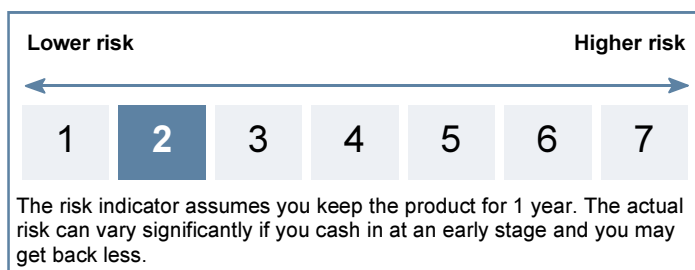 Lower risk Higher risk
1 2 3 4 5 6 7
The risk indicator assumes you keep the product for 1 year. The actual
risk can vary significantly if you cash in at an early stage and you may
get back less.